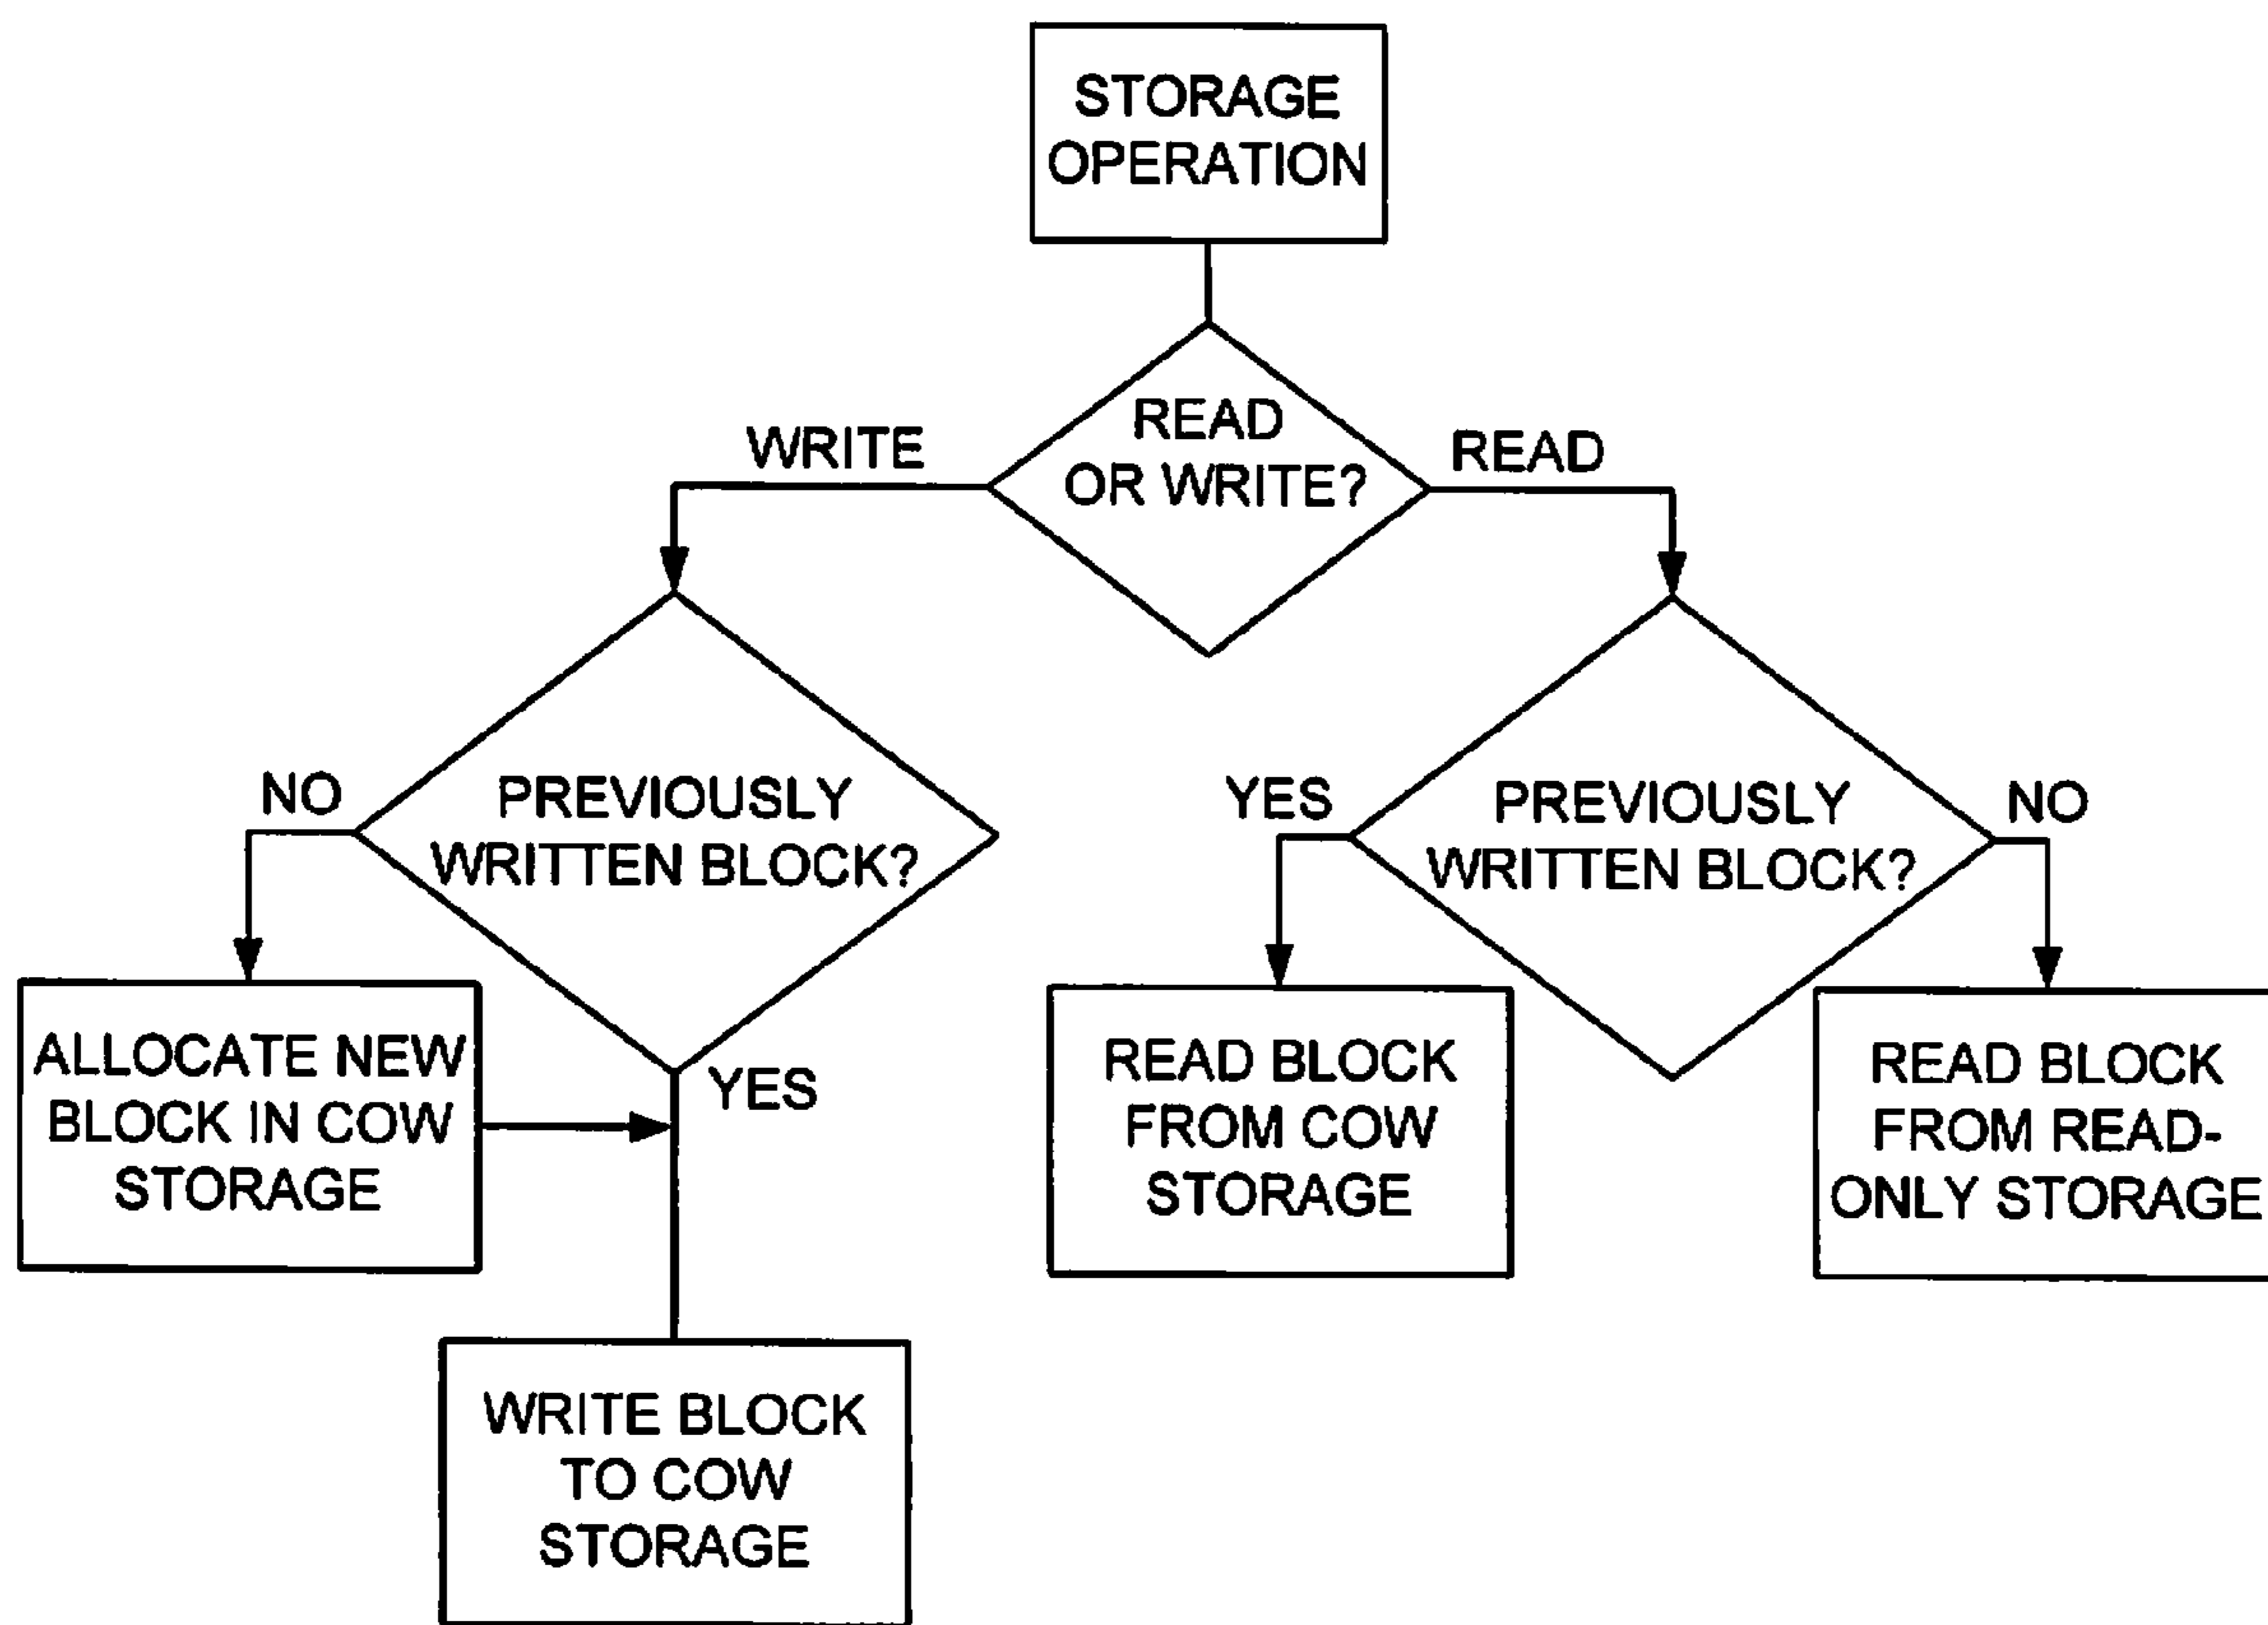 STORAGE
OPERATION
READ
OR WRITE?
WRITE
READ
PREVIOUSLY
WRITTEN BLOCK?
NO
YES
PREVIOUSLY
WRITTEN BLOCK?
YES
NO
ALLOCATE NEW
BLOCK IN COW
STORAGE
READ BLOCK
FROM COW
STORAGE
READ BLOCK
FROM READ-
ONLY STORAGE
WRITE BLOCK
TO COW
STORAGE